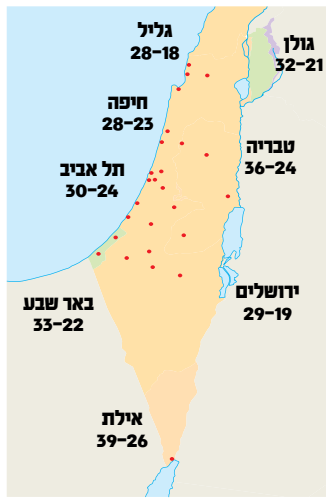 גליל
28–18
גולן
32–21
חיפה
28–23
טבריה
36–24
תל אביב
30–24
ירושלים
29–19
באר שבע
33–22
אילת
39–26